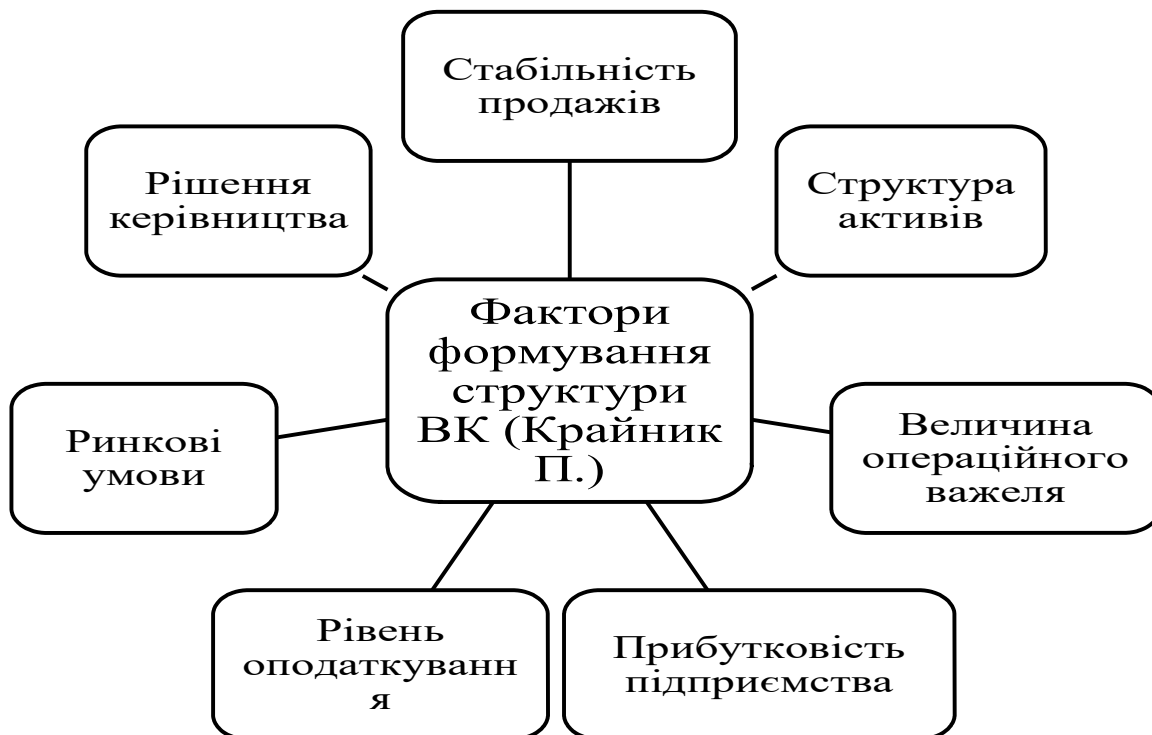 Стабільність
продажів
Рішення
керівництва
Структура
активів
Фактори
формування
структури
ВК (Крайник
П.)
Ринкові
умови
Величина
операційного
важеля
Рівень
оподаткуванн
я
Прибутковість
підприємства